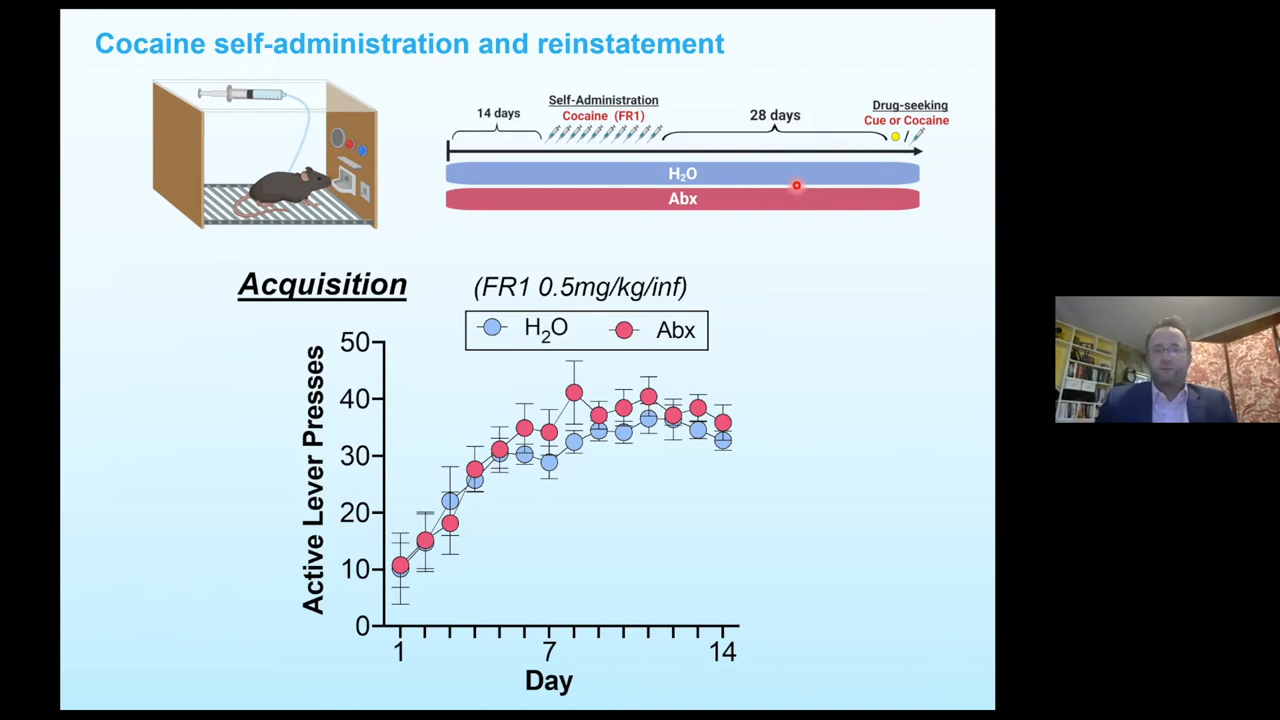 Cocaine self-administration and reinstatement
14 days
Self-Administration
Cocaine (FR1)
28 days
Drug-seeking
Cue or Cocaine
/
H₂O
Abx
Acquisition
(FR1 0.5mg/kg/inf)
H₂O
Abx
Active Lever Presses
50
40
30
20
10
0
1
7
14
Day